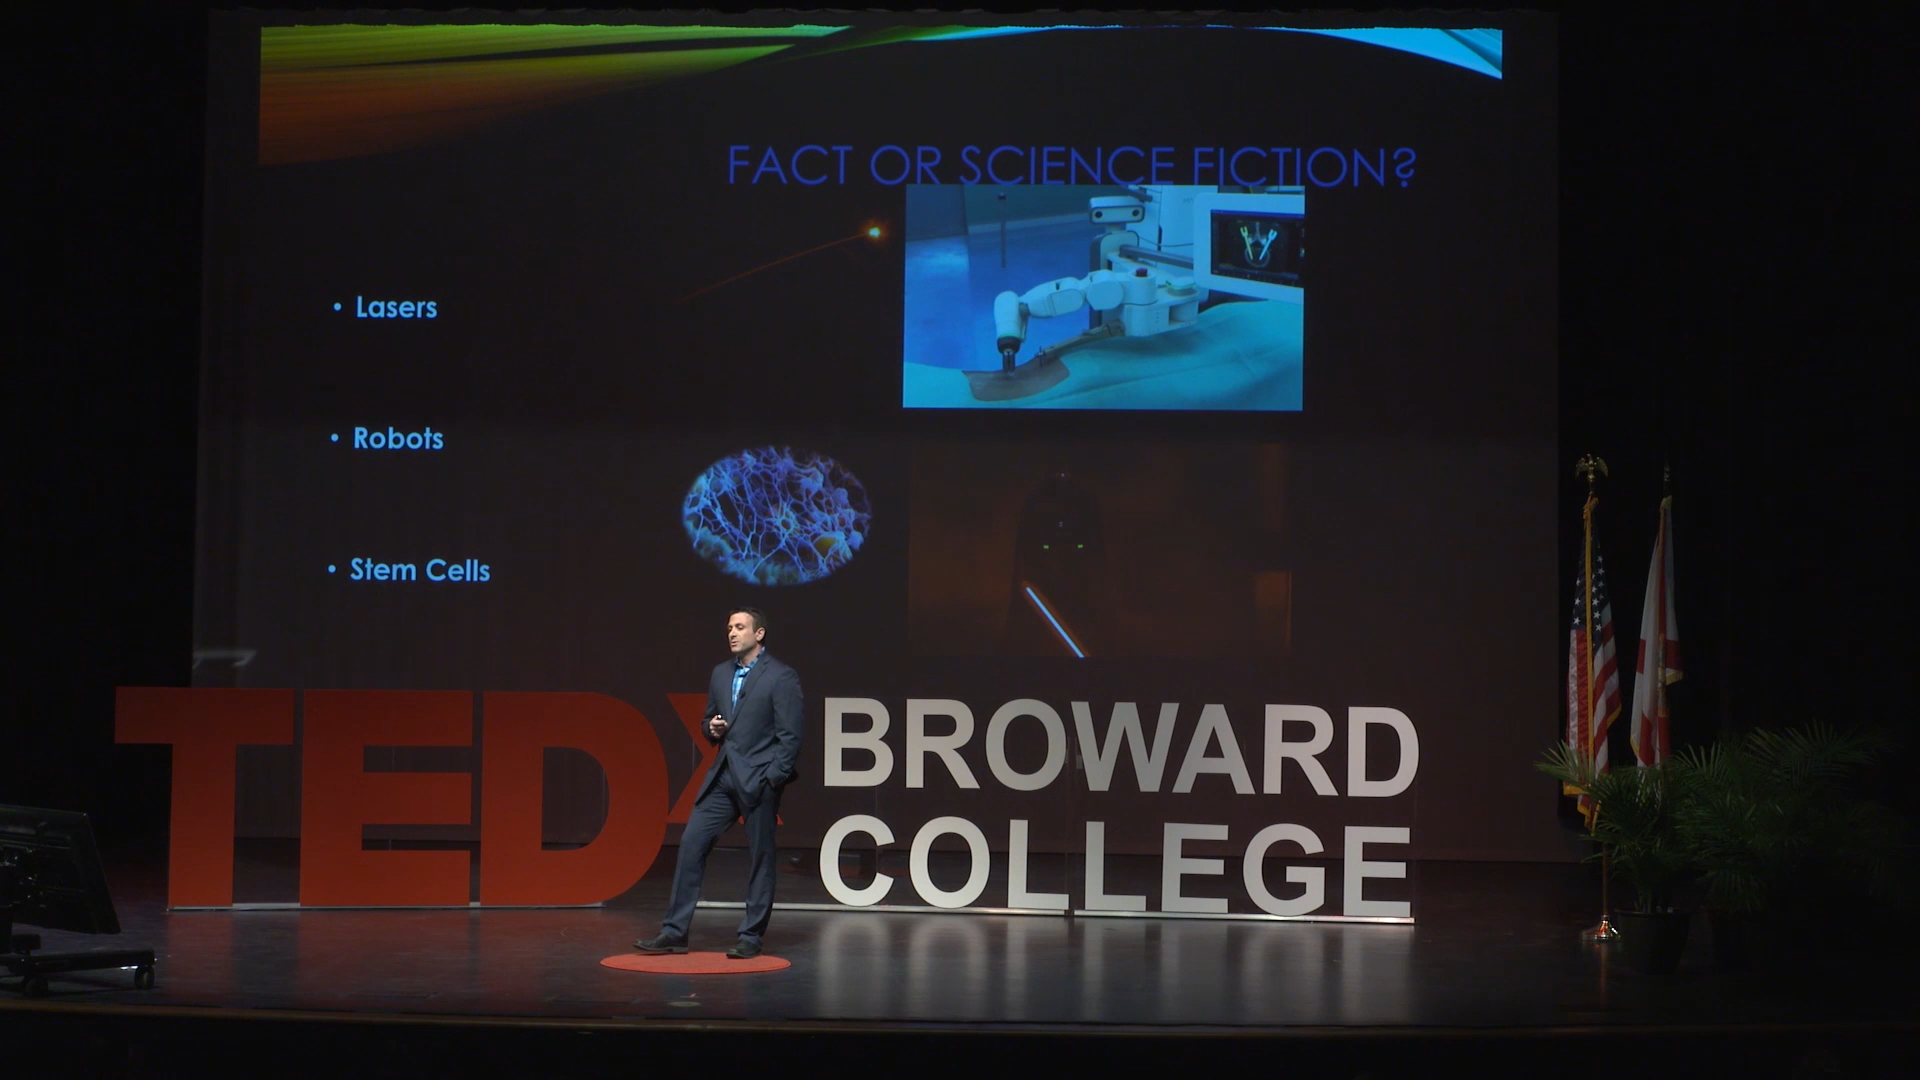 FACT OR SCIENCE FICTION?
• Lasers
• Robots
• Stem Cells
TEDx
BROWARD
COLLEGE